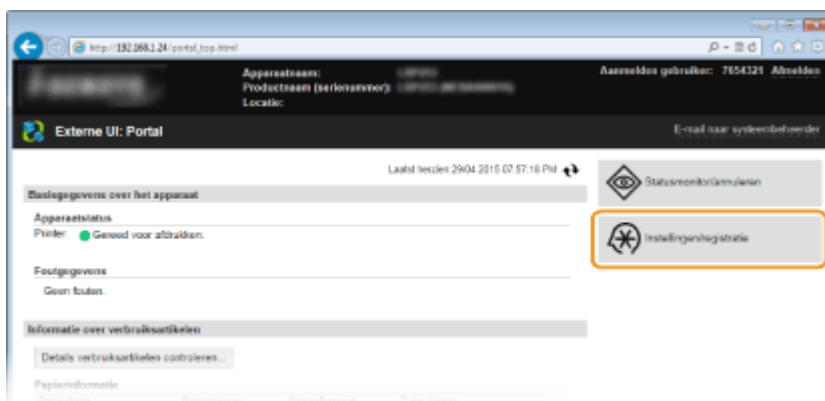 http://192.168.1.24/portal_top.html
Apparaatnaam:
Productnaam (serienummer):
Locatie:
Aanmelden gebruiker: 7654321 Afmelden
Externe UI: Portal
E-mail naar systeembeheerder
Laatst herzien 29/04 2015 07:57:18 PM
Basisgegevens over het apparaat
Apparaatstatus
Printer: Gereed voor afdrukken.
Foutgegevens
Geen fouten.
Informatie over verbruiksartikelen
Details verbruiksartikelen controleren...
Papierinformatie
Statusmonitor/annuleren
Instellingen/registratie